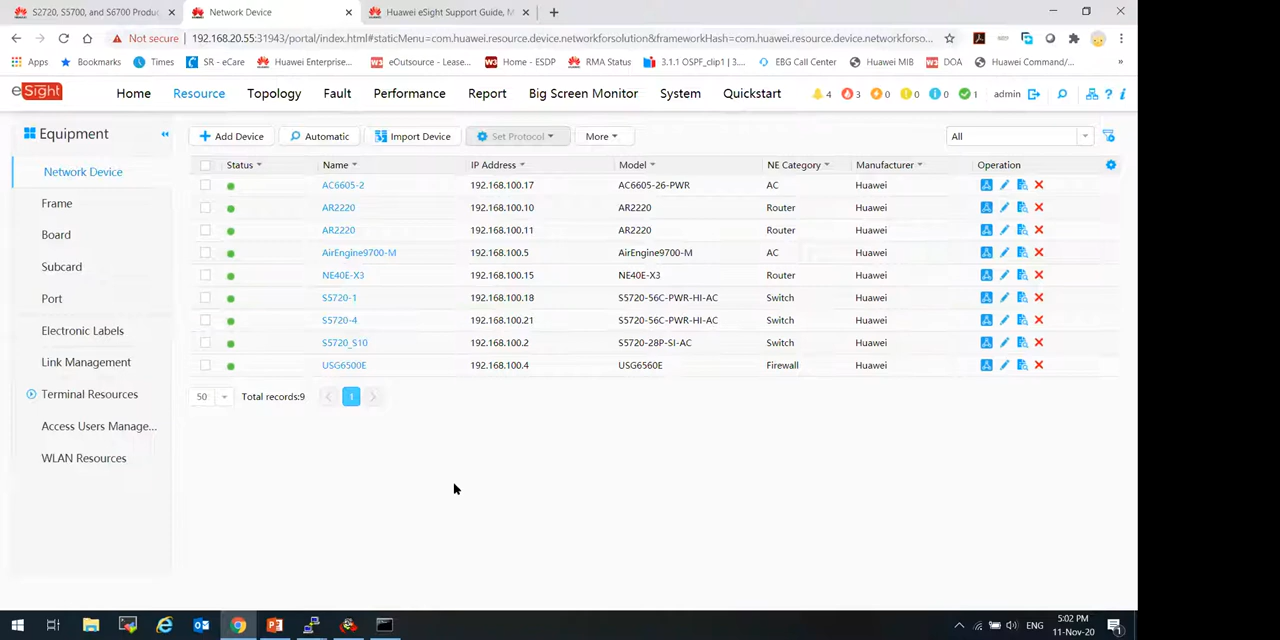 S2720, S5700, and S6700 Produ
Network Device
Huawei eSight Support Guide, M
Not secure 192.168.20.55:31943/portal/index.html#staticMenu=com.huawei.resource.device.networkforsolution&frameworkHash=com.huawei.resource.device.networkforso...
Apps Bookmarks Times SR - eCare Huawei Enterprise... eOutsource - Lease... Home - ESDP RMA Status 3.1.1 OSPF_clip1 | 3.... EBG Call Center Huawei MIB DOA Huawei Command/... »
eSight Home Resource Topology Fault Performance Report Big Screen Monitor System Quickstart 4 3 0 0 0 1 admin
Equipment
Add Device Automatic Import Device Set Protocol More All
Network Device
Frame
Board
Subcard
Port
Electronic Labels
Link Management
Terminal Resources
Access Users Manage...
WLAN Resources
Status Name IP Address Model NE Category Manufacturer Operation
AC6605-2 192.168.100.17 AC6605-26-PWR AC Huawei
AR2220 192.168.100.10 AR2220 Router Huawei
AR2220 192.168.100.11 AR2220 Router Huawei
AirEngine9700-M 192.168.100.5 AirEngine9700-M AC Huawei
NE40E-X3 192.168.100.15 NE40E-X3 Router Huawei
S5720-1 192.168.100.18 S5720-56C-PWR-HI-AC Switch Huawei
S5720-4 192.168.100.21 S5720-56C-PWR-HI-AC Switch Huawei
S5720_S10 192.168.100.2 S5720-28P-SI-AC Switch Huawei
USG6500E 192.168.100.4 USG6560E Firewall Huawei
50 Total records:9 1
ENG
5:02 PM
11-Nov-20
1